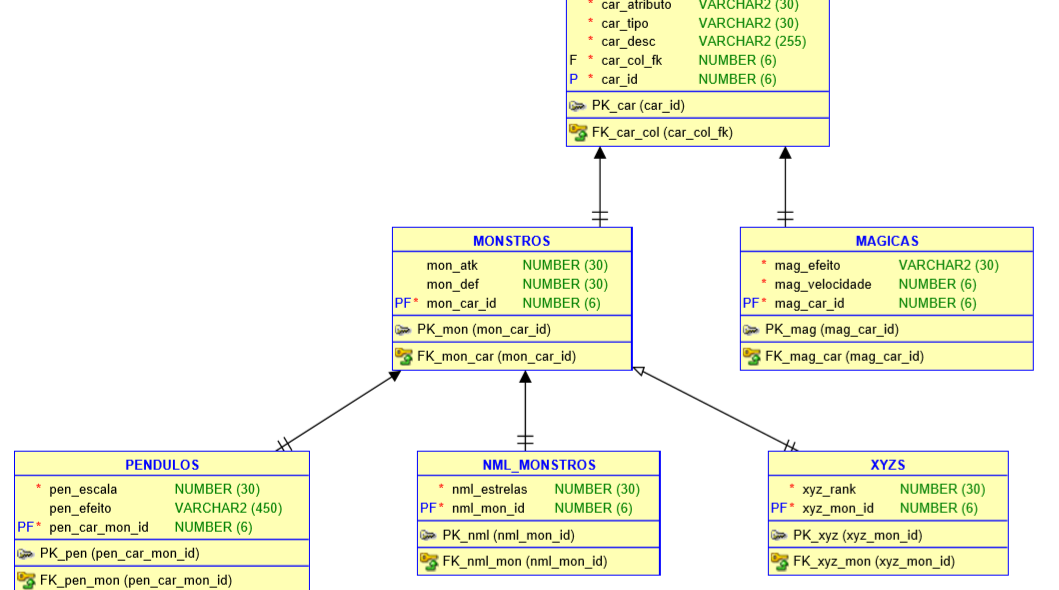 * car_atributo VARCHAR2 (30)
* car_tipo VARCHAR2 (30)
* car_desc VARCHAR2 (255)
F * car_col_fk NUMBER (6)
P * car_id NUMBER (6)
PK_car (car_id)
FK_car_col (car_col_fk)
MONSTROS
mon_atk NUMBER (30)
mon_def NUMBER (30)
PF* mon_car_id NUMBER (6)
PK_mon (mon_car_id)
FK_mon_car (mon_car_id)
MAGICAS
* mag_efeito VARCHAR2 (30)
* mag_velocidade NUMBER (6)
PF* mag_car_id NUMBER (6)
PK_mag (mag_car_id)
FK_mag_car (mag_car_id)
PENDULOS
* pen_escala NUMBER (30)
pen_efeito VARCHAR2 (450)
PF* pen_car_mon_id NUMBER (6)
PK_pen (pen_car_mon_id)
FK_pen_mon (pen_car_mon_id)
NML_MONSTROS
* nml_estrelas NUMBER (30)
PF* nml_mon_id NUMBER (6)
PK_nml (nml_mon_id)
FK_nml_mon (nml_mon_id)
XYZS
* xyz_rank NUMBER (30)
PF* xyz_mon_id NUMBER (6)
PK_xyz (xyz_mon_id)
FK_xyz_mon (xyz_mon_id)